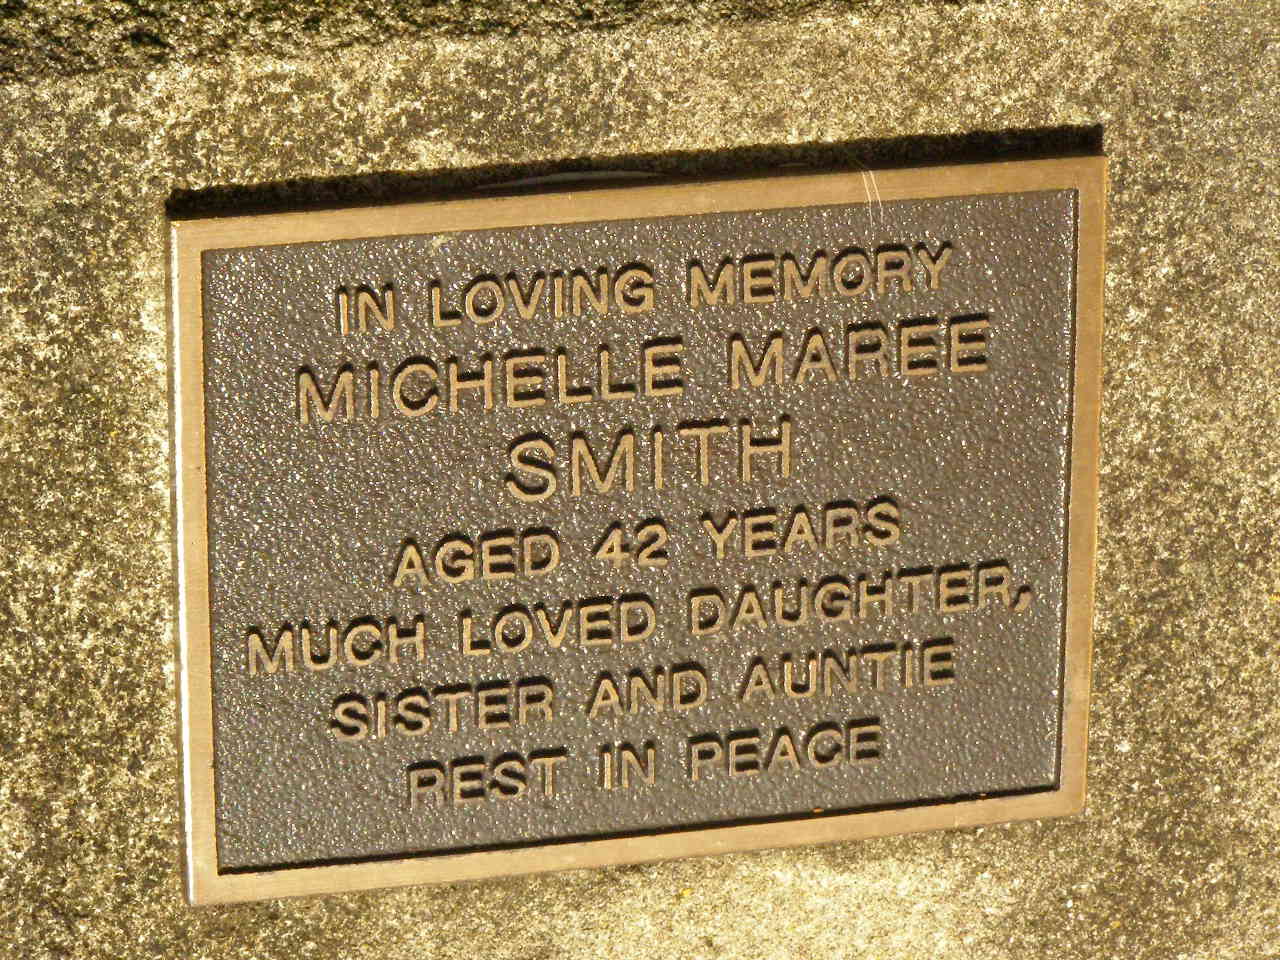 IN LOVING MEMORY
MICHELLE MAREE
SMITH
AGED 42 YEARS
MUCH LOVED DAUGHTER,
SISTER AND AUNTIE
REST IN PEACE